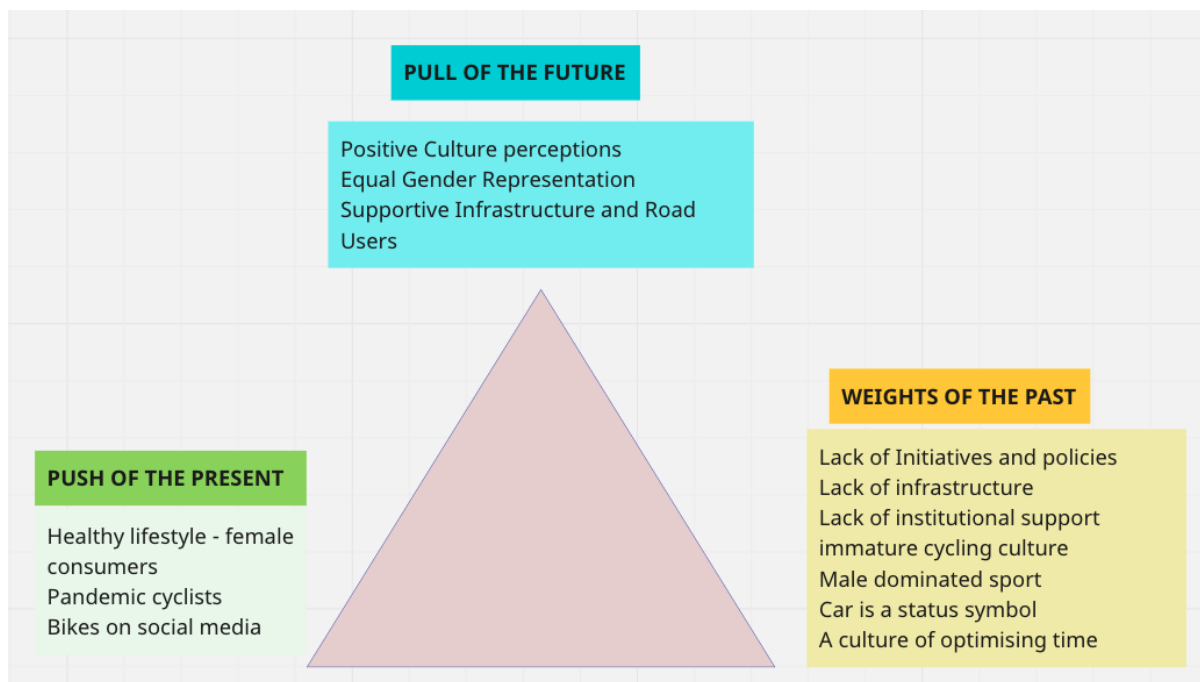 PULL OF THE FUTURE
Positive Culture perceptions
Equal Gender Representation
Supportive Infrastructure and Road
Users
PUSH OF THE PRESENT
Healthy lifestyle - female
consumers
Pandemic cyclists
Bikes on social media
WEIGHTS OF THE PAST
Lack of Initiatives and policies
Lack of infrastructure
Lack of institutional support
immature cycling culture
Male dominated sport
Car is a status symbol
A culture of optimising time